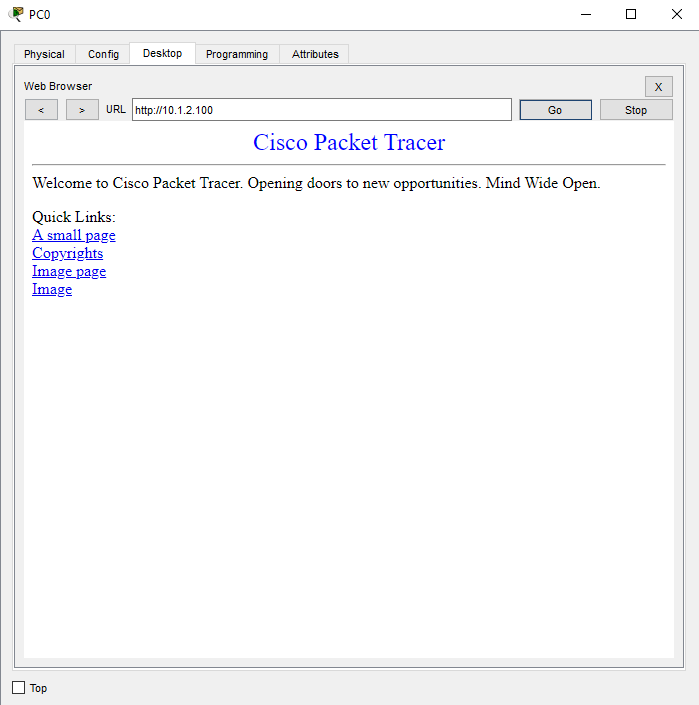 PC0
Physical Config Desktop Programming Attributes
Web Browser X
< > URL http://10.1.2.100 Go Stop
Cisco Packet Tracer
Welcome to Cisco Packet Tracer. Opening doors to new opportunities. Mind Wide Open.
Quick Links:
A small page
Copyrights
Image page
Image
Top